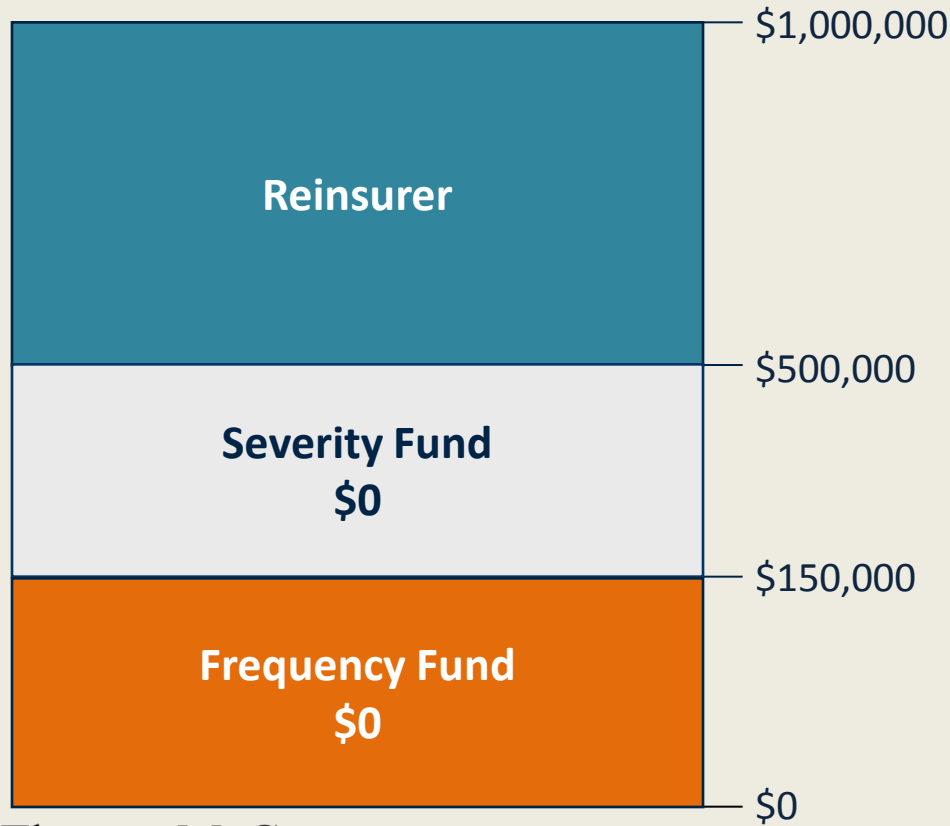 $1,000,000
Reinsurer
$500,000
Severity Fund
$0
$150,000
Frequency Fund
$0
$0